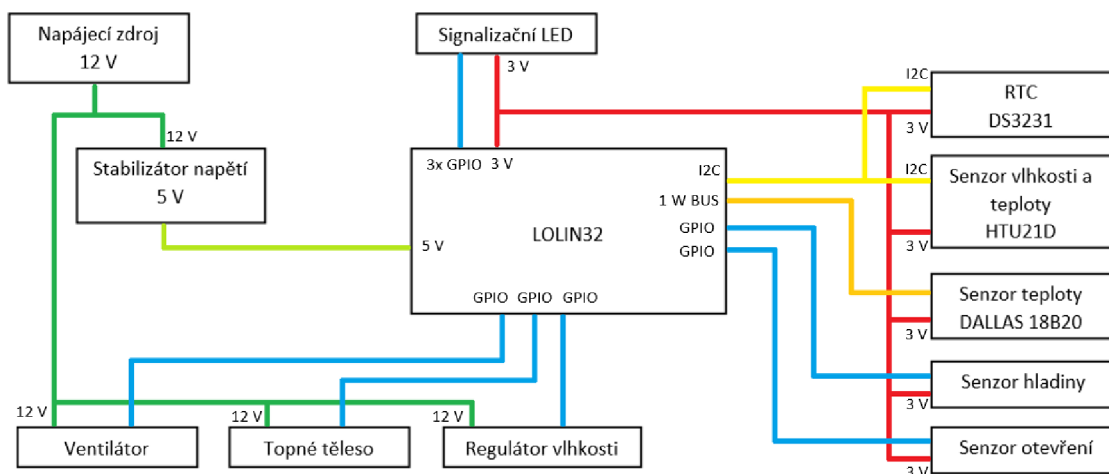 Napájecí zdroj
12 V
Signalizační LED
3 V
I2C
RTC
DS3231
3 V
12 V
Stabilizátor napětí
5 V
3x GPIO
3 V
I2C
1 W BUS
GPIO
GPIO
5 V
LOLIN32
GPIO
GPIO
GPIO
I2C
Senzor vlhkosti a
teploty
HTU21D
3 V
Senzor teploty
DALLAS 18B20
3 V
Senzor hladiny
3 V
Senzor otevření
3 V
12 V
Ventilátor
12 V
Topné těleso
12 V
Regulátor vlhkosti